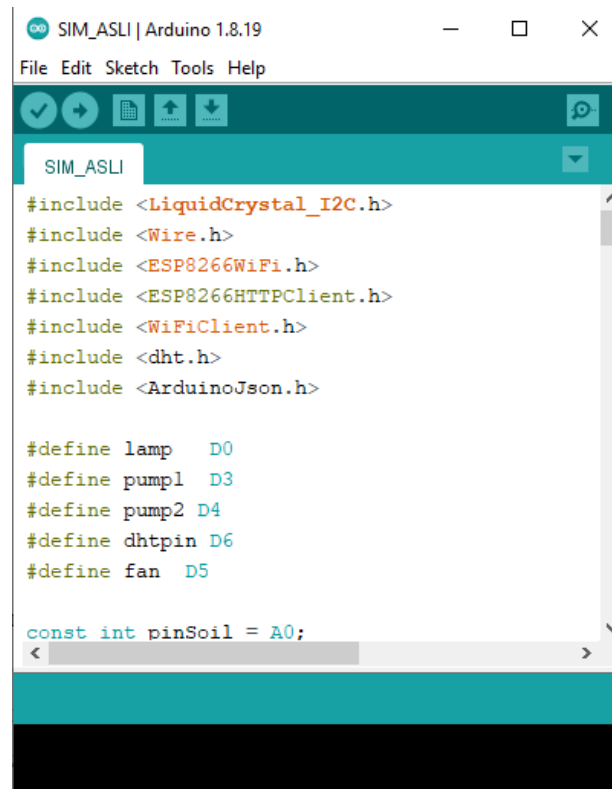 SIM_ASLI | Arduino 1.8.19
File Edit Sketch Tools Help
SIM_ASLI
#include <LiquidCrystal_I2C.h>
#include <Wire.h>
#include <ESP8266WiFi.h>
#include <ESP8266HTTPClient.h>
#include <WiFiClient.h>
#include <dht.h>
#include <ArduinoJson.h>
#define lamp   D0
#define pump1  D3
#define pump2 D4
#define dhtpin D6
#define fan  D5
const int pinSoil = A0;